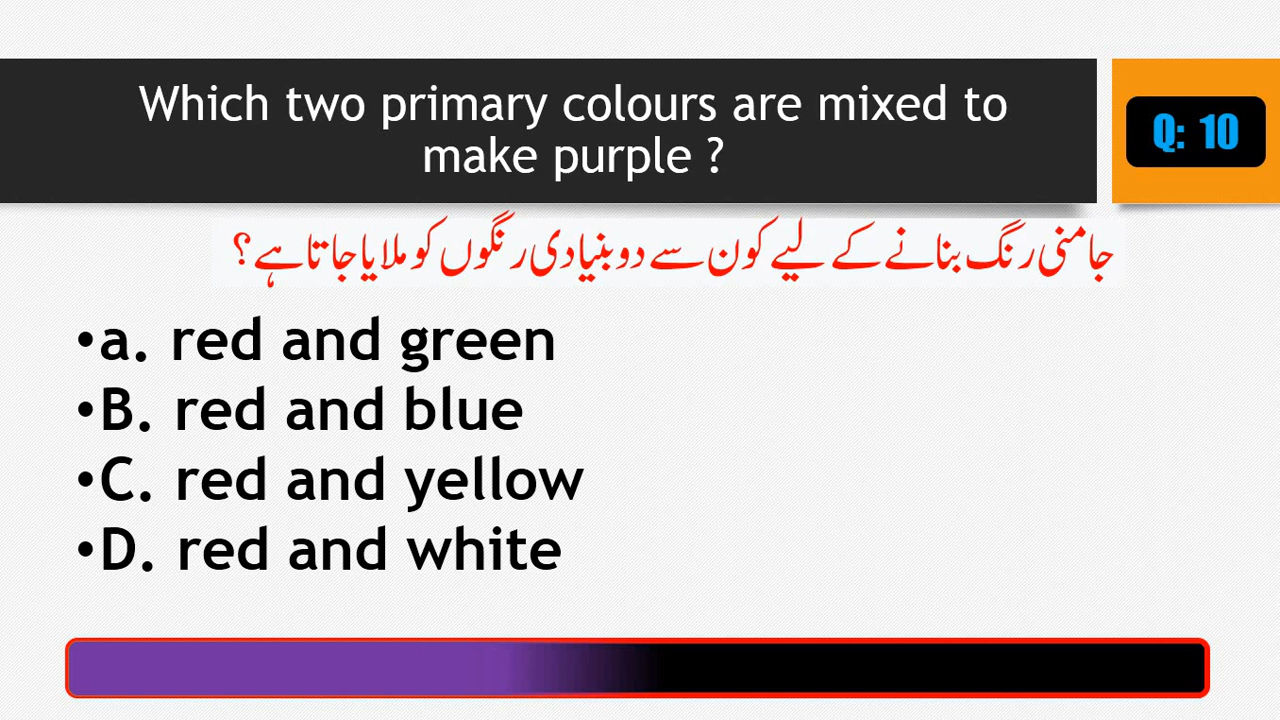 Which two primary colours are mixed to
make purple ?
Q: 10
جامنی رنگ بنانے کے لیے کون سے دو بنیادی رنگوں کو ملایا جاتا ہے؟
•a. red and green
•B. red and blue
•C. red and yellow
•D. red and white